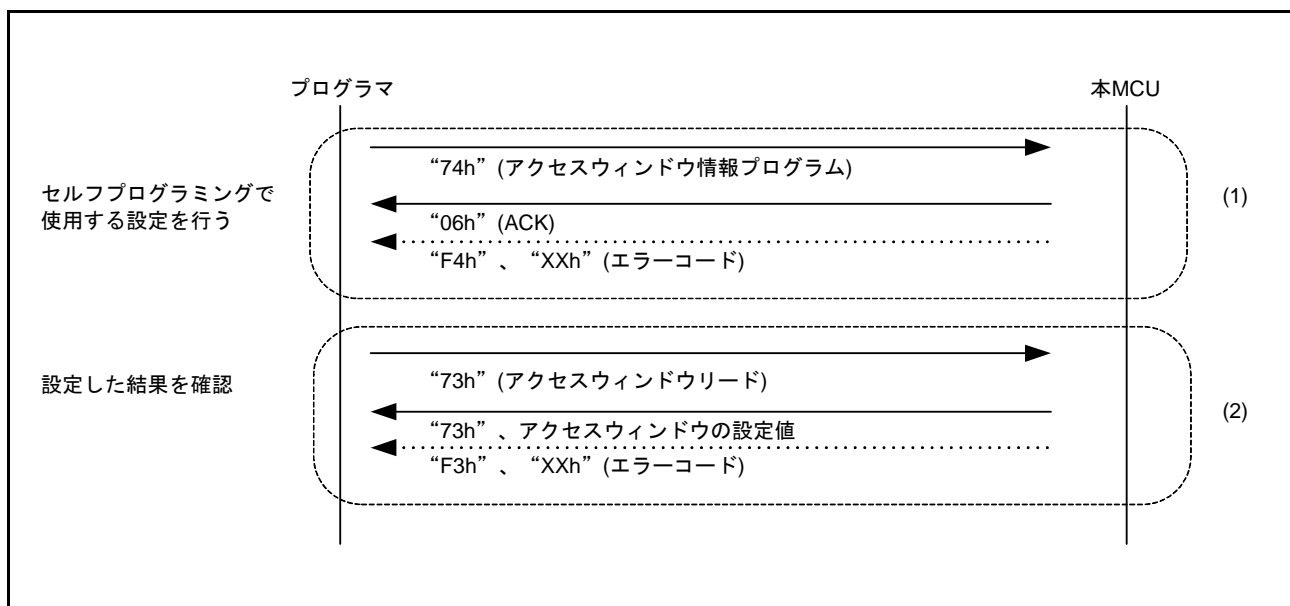 プログラマ
本MCU
“74h” (アクセスウィンドウ情報プログラム)
セルフプログラミングで
使用する設定を行う
(1)
“06h” (ACK)
“F4h” 、 “XXh” (エラーコード)
“73h” (アクセスウィンドウリード)
設定した結果を確認
(2)
“73h” 、アクセスウィンドウの設定値
“F3h” 、 “XXh” (エラーコード)